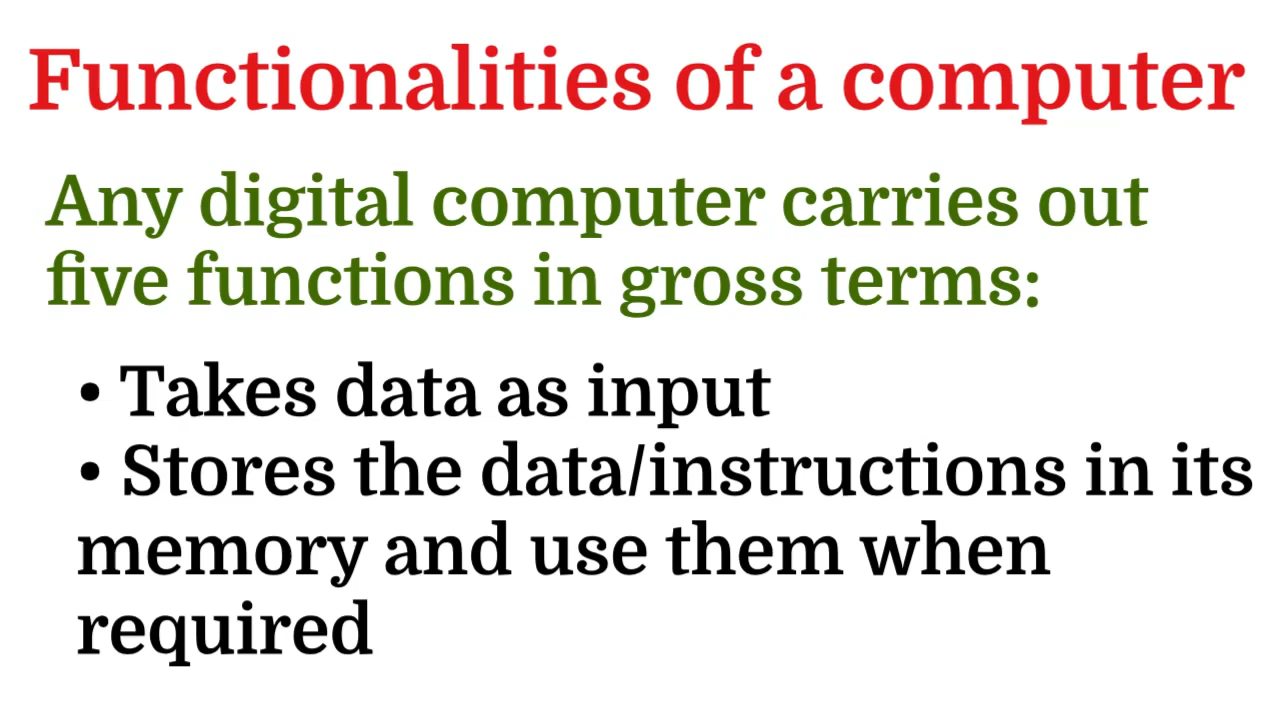 Functionalities of a computer
Any digital computer carries out
five functions in gross terms:
• Takes data as input
• Stores the data/instructions in its
memory and use them when
required